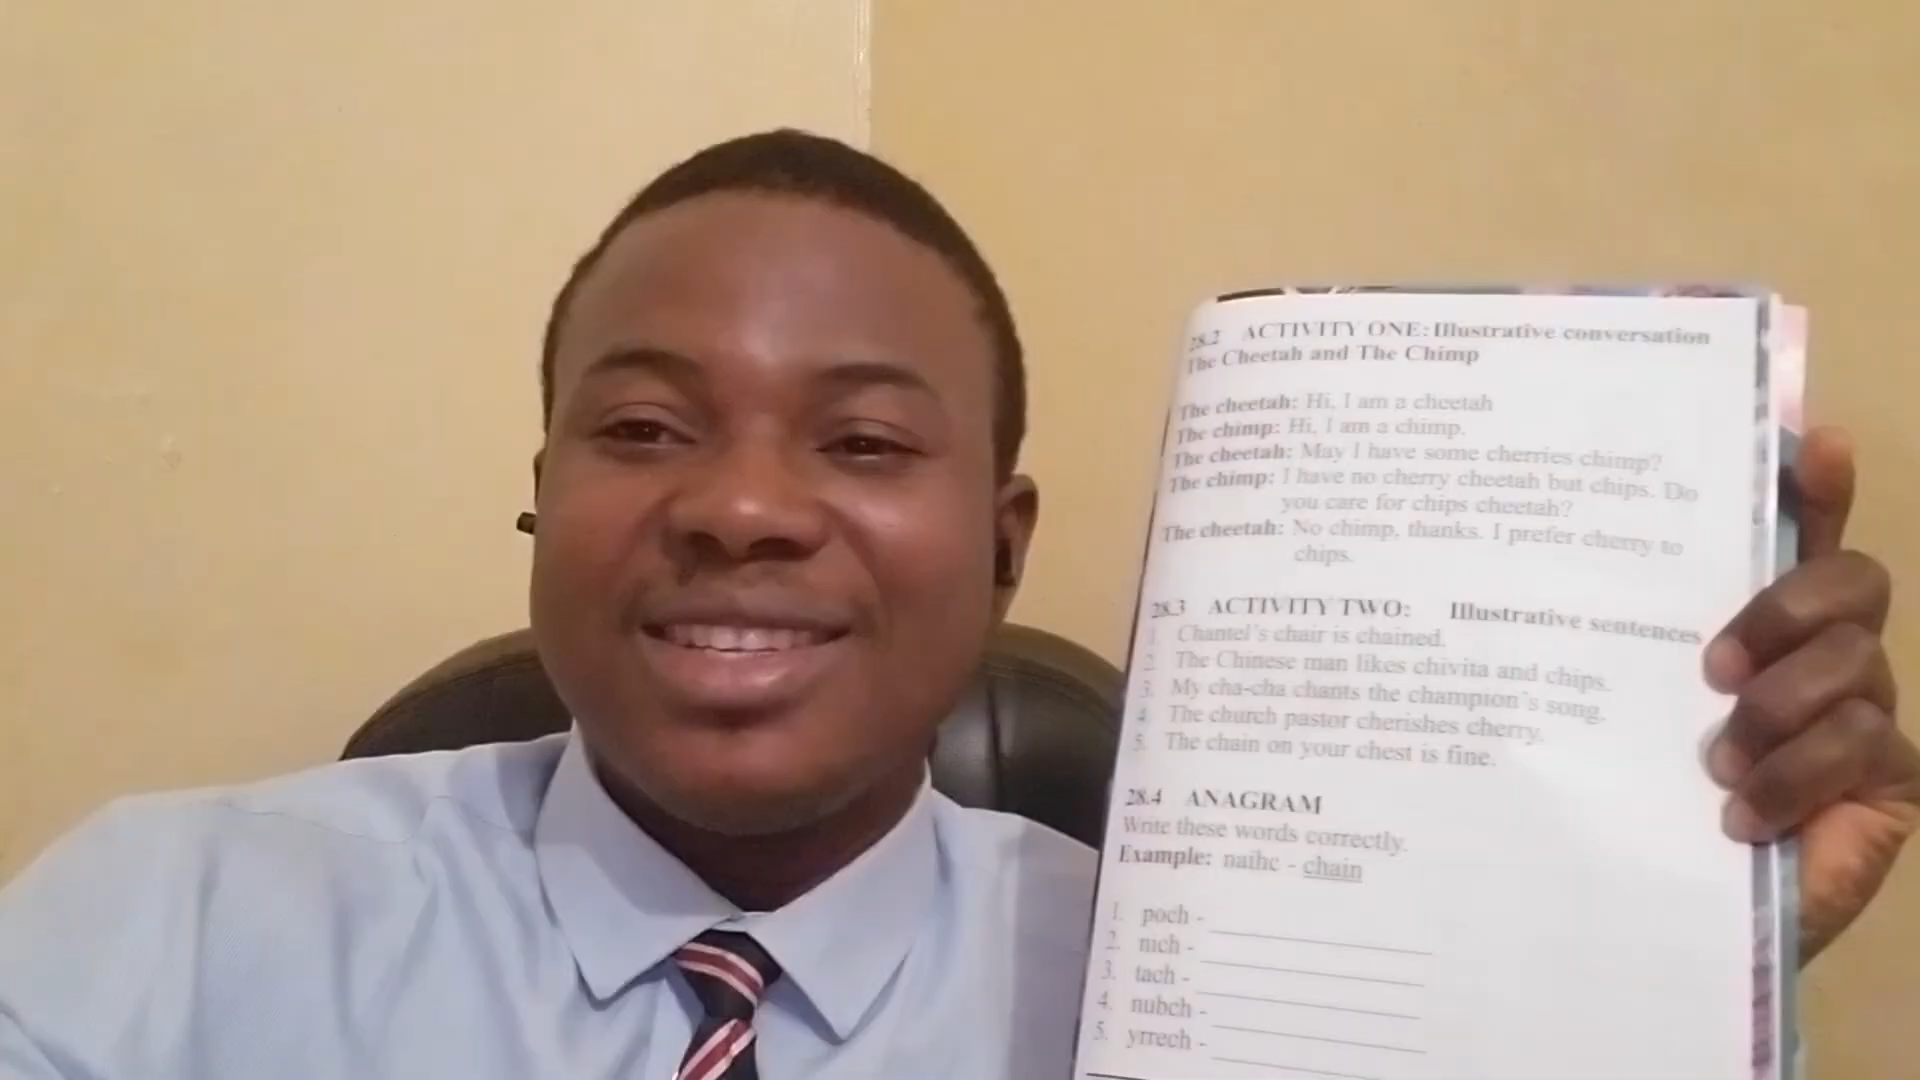 28.2 ACTIVITY ONE: Illustrative conversation
The Cheetah and The Chimp
The cheetah: Hi, I am a cheetah
The chimp: Hi, I am a chimp.
The cheetah: May I have some cherries chimp?
The chimp: I have no cherry cheetah but chips. Do
you care for chips cheetah?
The cheetah: No chimp, thanks. I prefer cherry to
chips.
28.3 ACTIVITY TWO: Illustrative sentences
1. Chantel's chair is chained.
2. The Chinese man likes chivita and chips.
3. My cha-cha chants the champion's song.
4. The church pastor cherishes cherry.
5. The chain on your chest is fine.
28.4 ANAGRAM
Write these words correctly.
Example: naihc - chain
1. poch -
2. nich -
3. tach -
4. nubch -
5. yrrech -